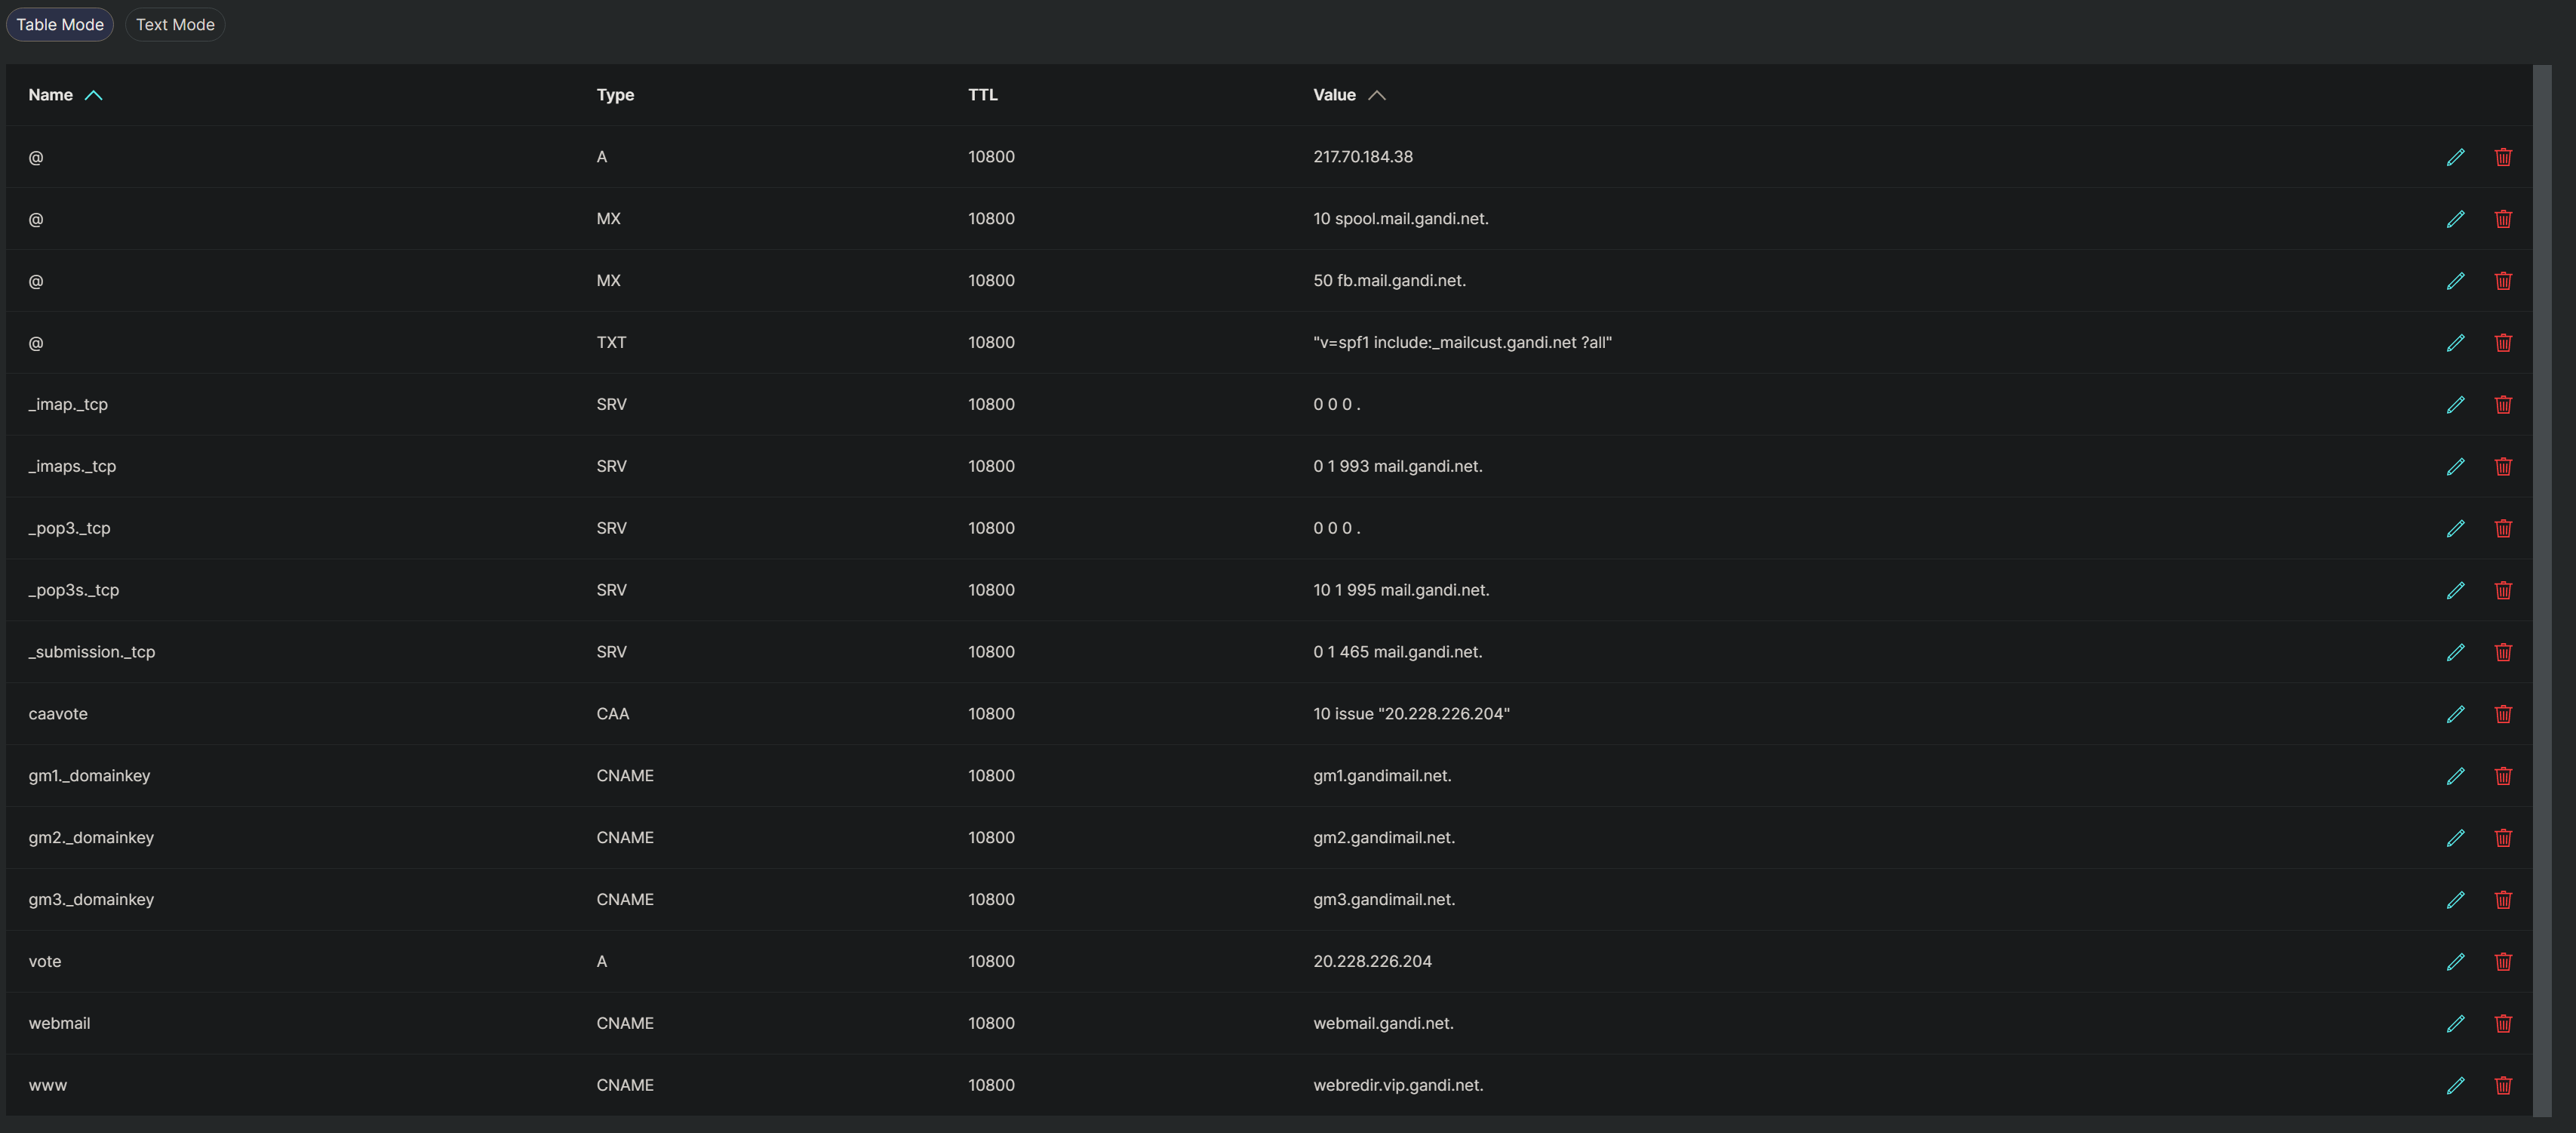 Table Mode Text Mode
Name Type TTL Value
@ A 10800 217.70.184.38
@ MX 10800 10 spool.mail.gandi.net.
@ MX 10800 50 fb.mail.gandi.net.
@ TXT 10800 "v=spf1 include:_mailcust.gandi.net ?all"
_imap._tcp SRV 10800 0 0 0 .
_imaps._tcp SRV 10800 0 1 993 mail.gandi.net.
_pop3._tcp SRV 10800 0 0 0 .
_pop3s._tcp SRV 10800 10 1 995 mail.gandi.net.
_submission._tcp SRV 10800 0 1 465 mail.gandi.net.
caavote CAA 10800 10 issue "20.228.226.204"
gm1._domainkey CNAME 10800 gm1.gandimail.net.
gm2._domainkey CNAME 10800 gm2.gandimail.net.
gm3._domainkey CNAME 10800 gm3.gandimail.net.
vote A 10800 20.228.226.204
webmail CNAME 10800 webmail.gandi.net.
www CNAME 10800 webredir.vip.gandi.net.